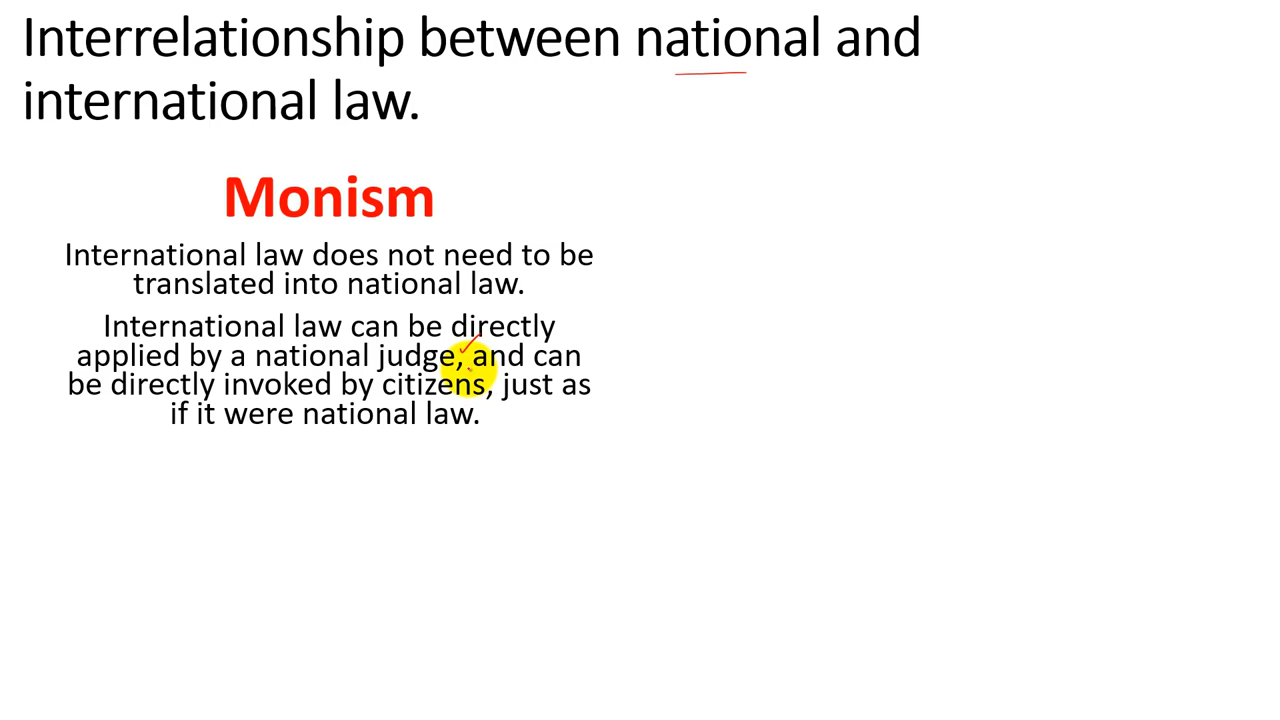 Interrelationship between national and
international law.
Monism
International law does not need to be
translated into national law.
International law can be directly
applied by a national judge, and can
be directly invoked by citizens, just as
if it were national law.